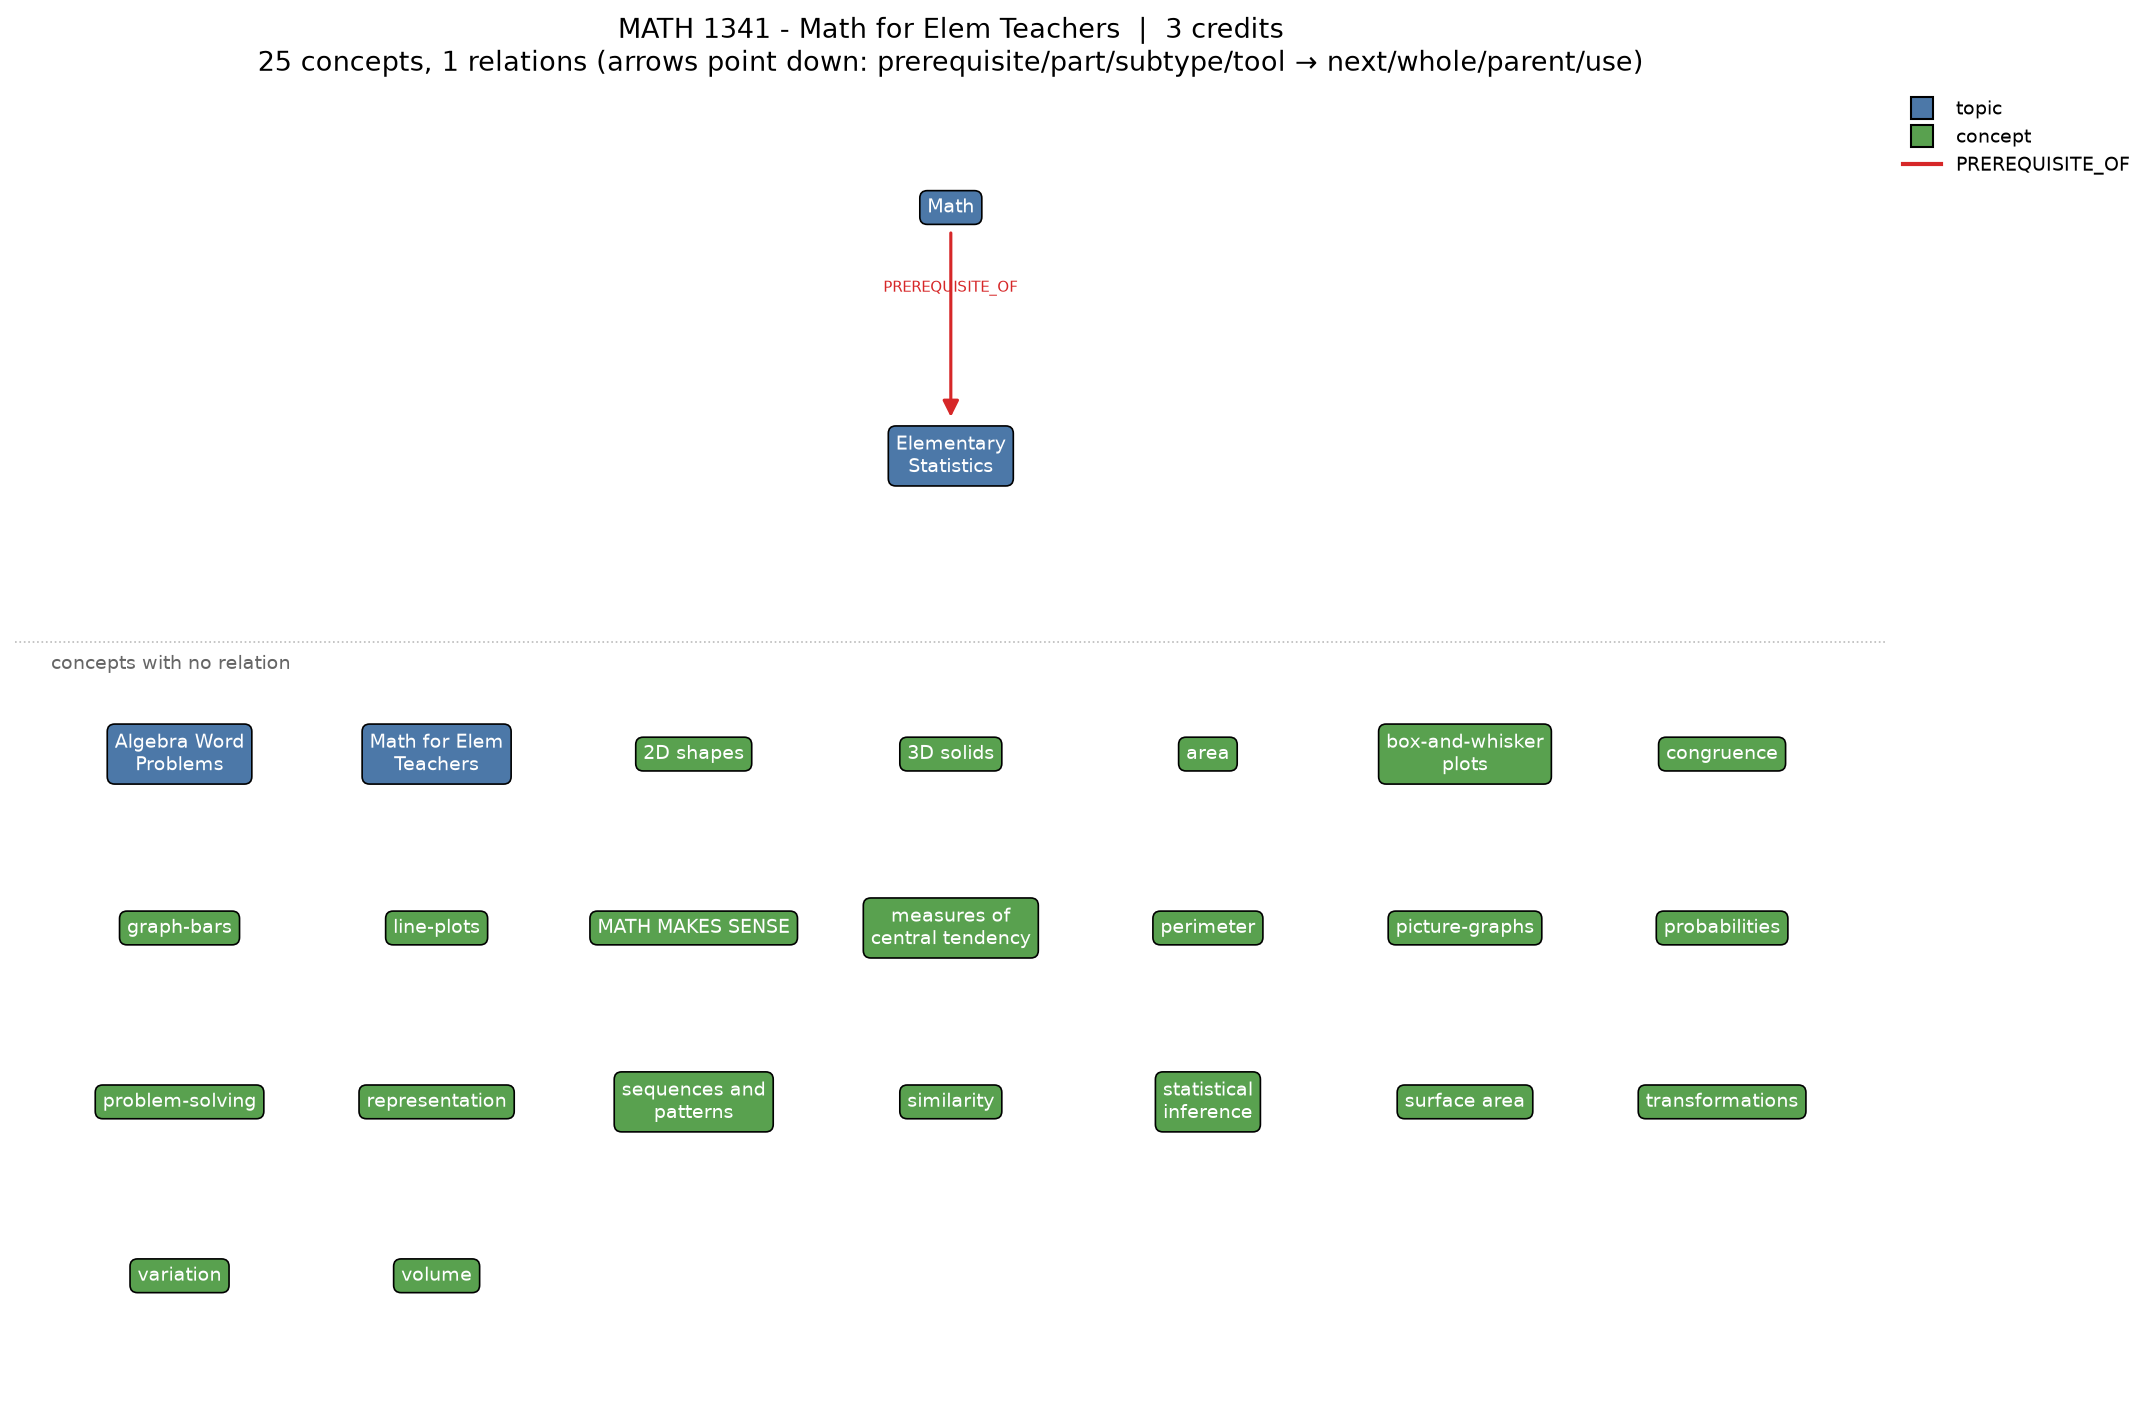 MATH 1341 - Math for Elem Teachers  |  3 credits
25 concepts, 1 relations (arrows point down: prerequisite/part/subtype/tool → next/whole/parent/use)
topic
concept
PREREQUISITE_OF
Math
PREREQUISITE_OF
Elementary
Statistics
concepts with no relation
Algebra Word
Problems
Math for Elem
Teachers
2D shapes
3D solids
area
box-and-whisker
plots
congruence
graph-bars
line-plots
MATH MAKES SENSE
measures of
central tendency
perimeter
picture-graphs
probabilities
problem-solving
representation
sequences and
patterns
similarity
statistical
inference
surface area
transformations
variation
volume